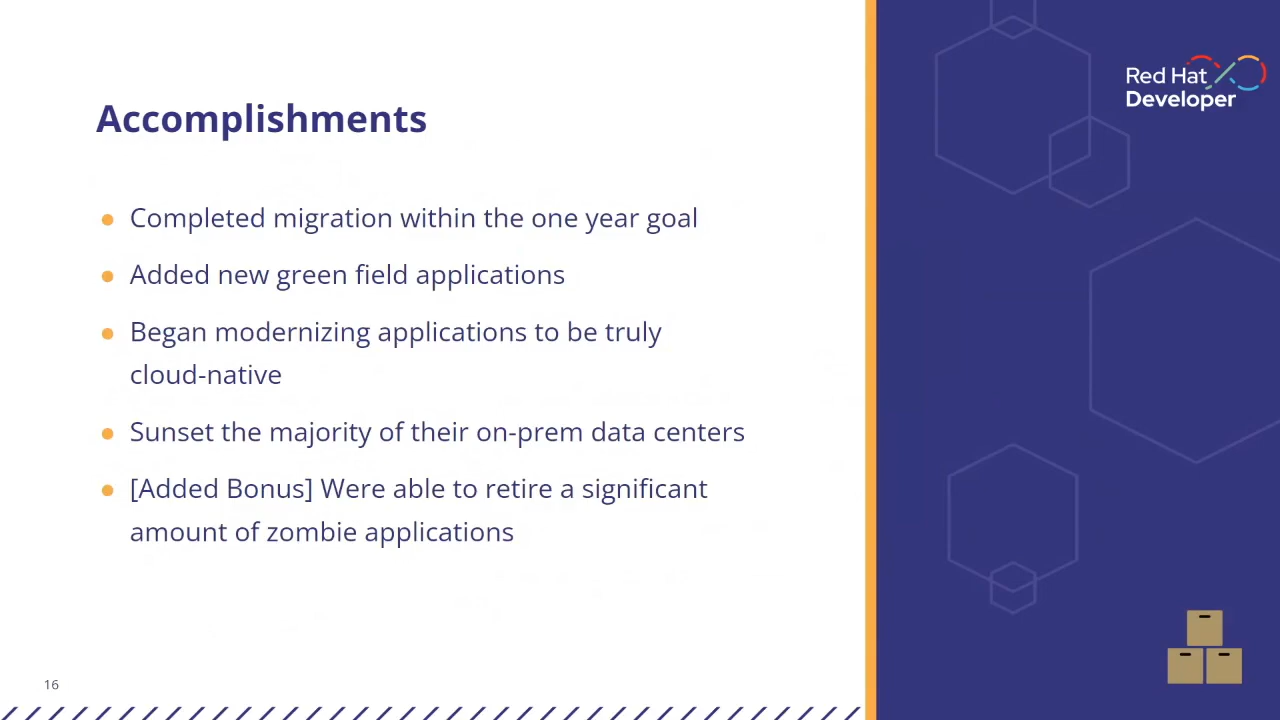 Accomplishments
Completed migration within the one year goal
Added new green field applications
Began modernizing applications to be truly
cloud-native
Sunset the majority of their on-prem data centers
[Added Bonus] Were able to retire a significant
amount of zombie applications
16
Red Hat
Developer